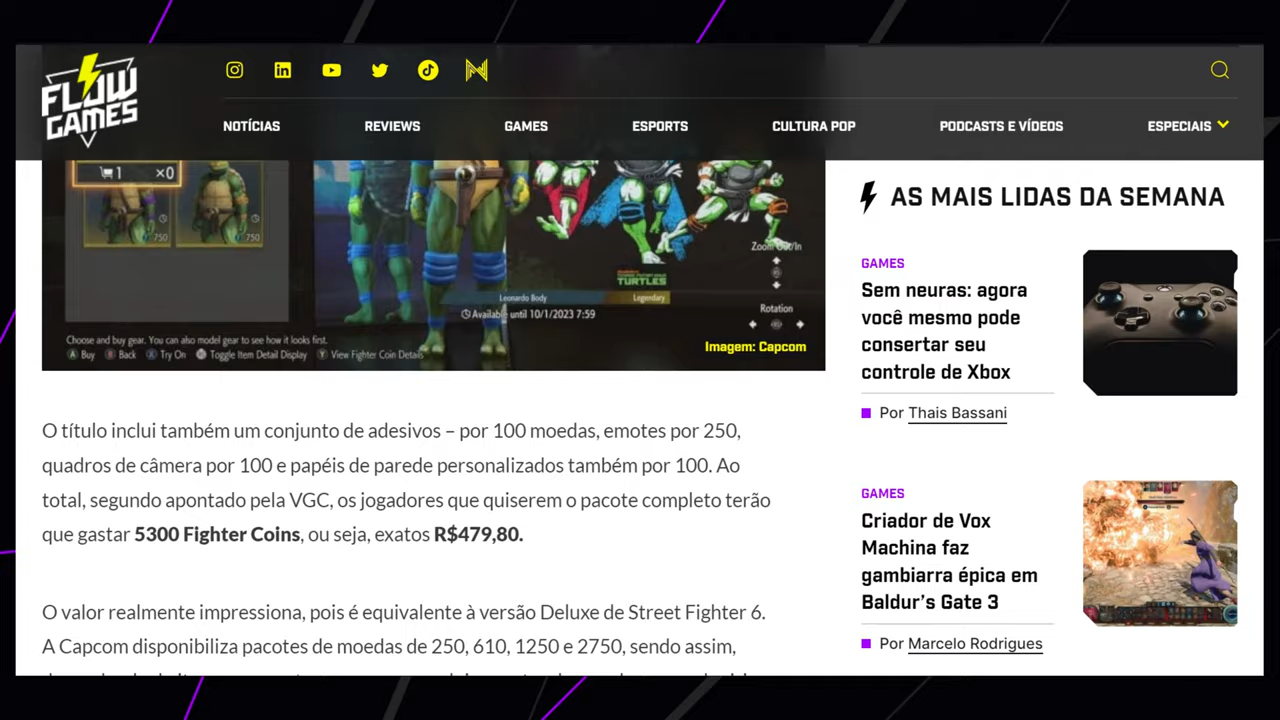 FLOW
GAMES
NOTÍCIAS
REVIEWS
GAMES
ESPORTS
CULTURA POP
PODCASTS E VÍDEOS
ESPECIAIS
1 ×0
750
750
Zoom Out/In
TURTLES
Leonardo Body
Legendary
Available until 10/1/2023 7:59
Rotation
Choose and buy gear. You can also model gear to see how it looks first.
A Buy B Back X Try On Toggle Item Detail Display Y View Fighter Coin Details
Imagem: Capcom
O título inclui também um conjunto de adesivos – por 100 moedas, emotes por 250,
quadros de câmera por 100 e papéis de parede personalizados também por 100. Ao
total, segundo apontado pela VGC, os jogadores que quiserem o pacote completo terão
que gastar 5300 Fighter Coins, ou seja, exatos R$479,80.
O valor realmente impressiona, pois é equivalente à versão Deluxe de Street Fighter 6.
A Capcom disponibiliza pacotes de moedas de 250, 610, 1250 e 2750, sendo assim,
AS MAIS LIDAS DA SEMANA
GAMES
Sem neuras: agora
você mesmo pode
consertar seu
controle de Xbox
Por Thais Bassani
GAMES
Criador de Vox
Machina faz
gambiarra épica em
Baldur's Gate 3
Por Marcelo Rodrigues